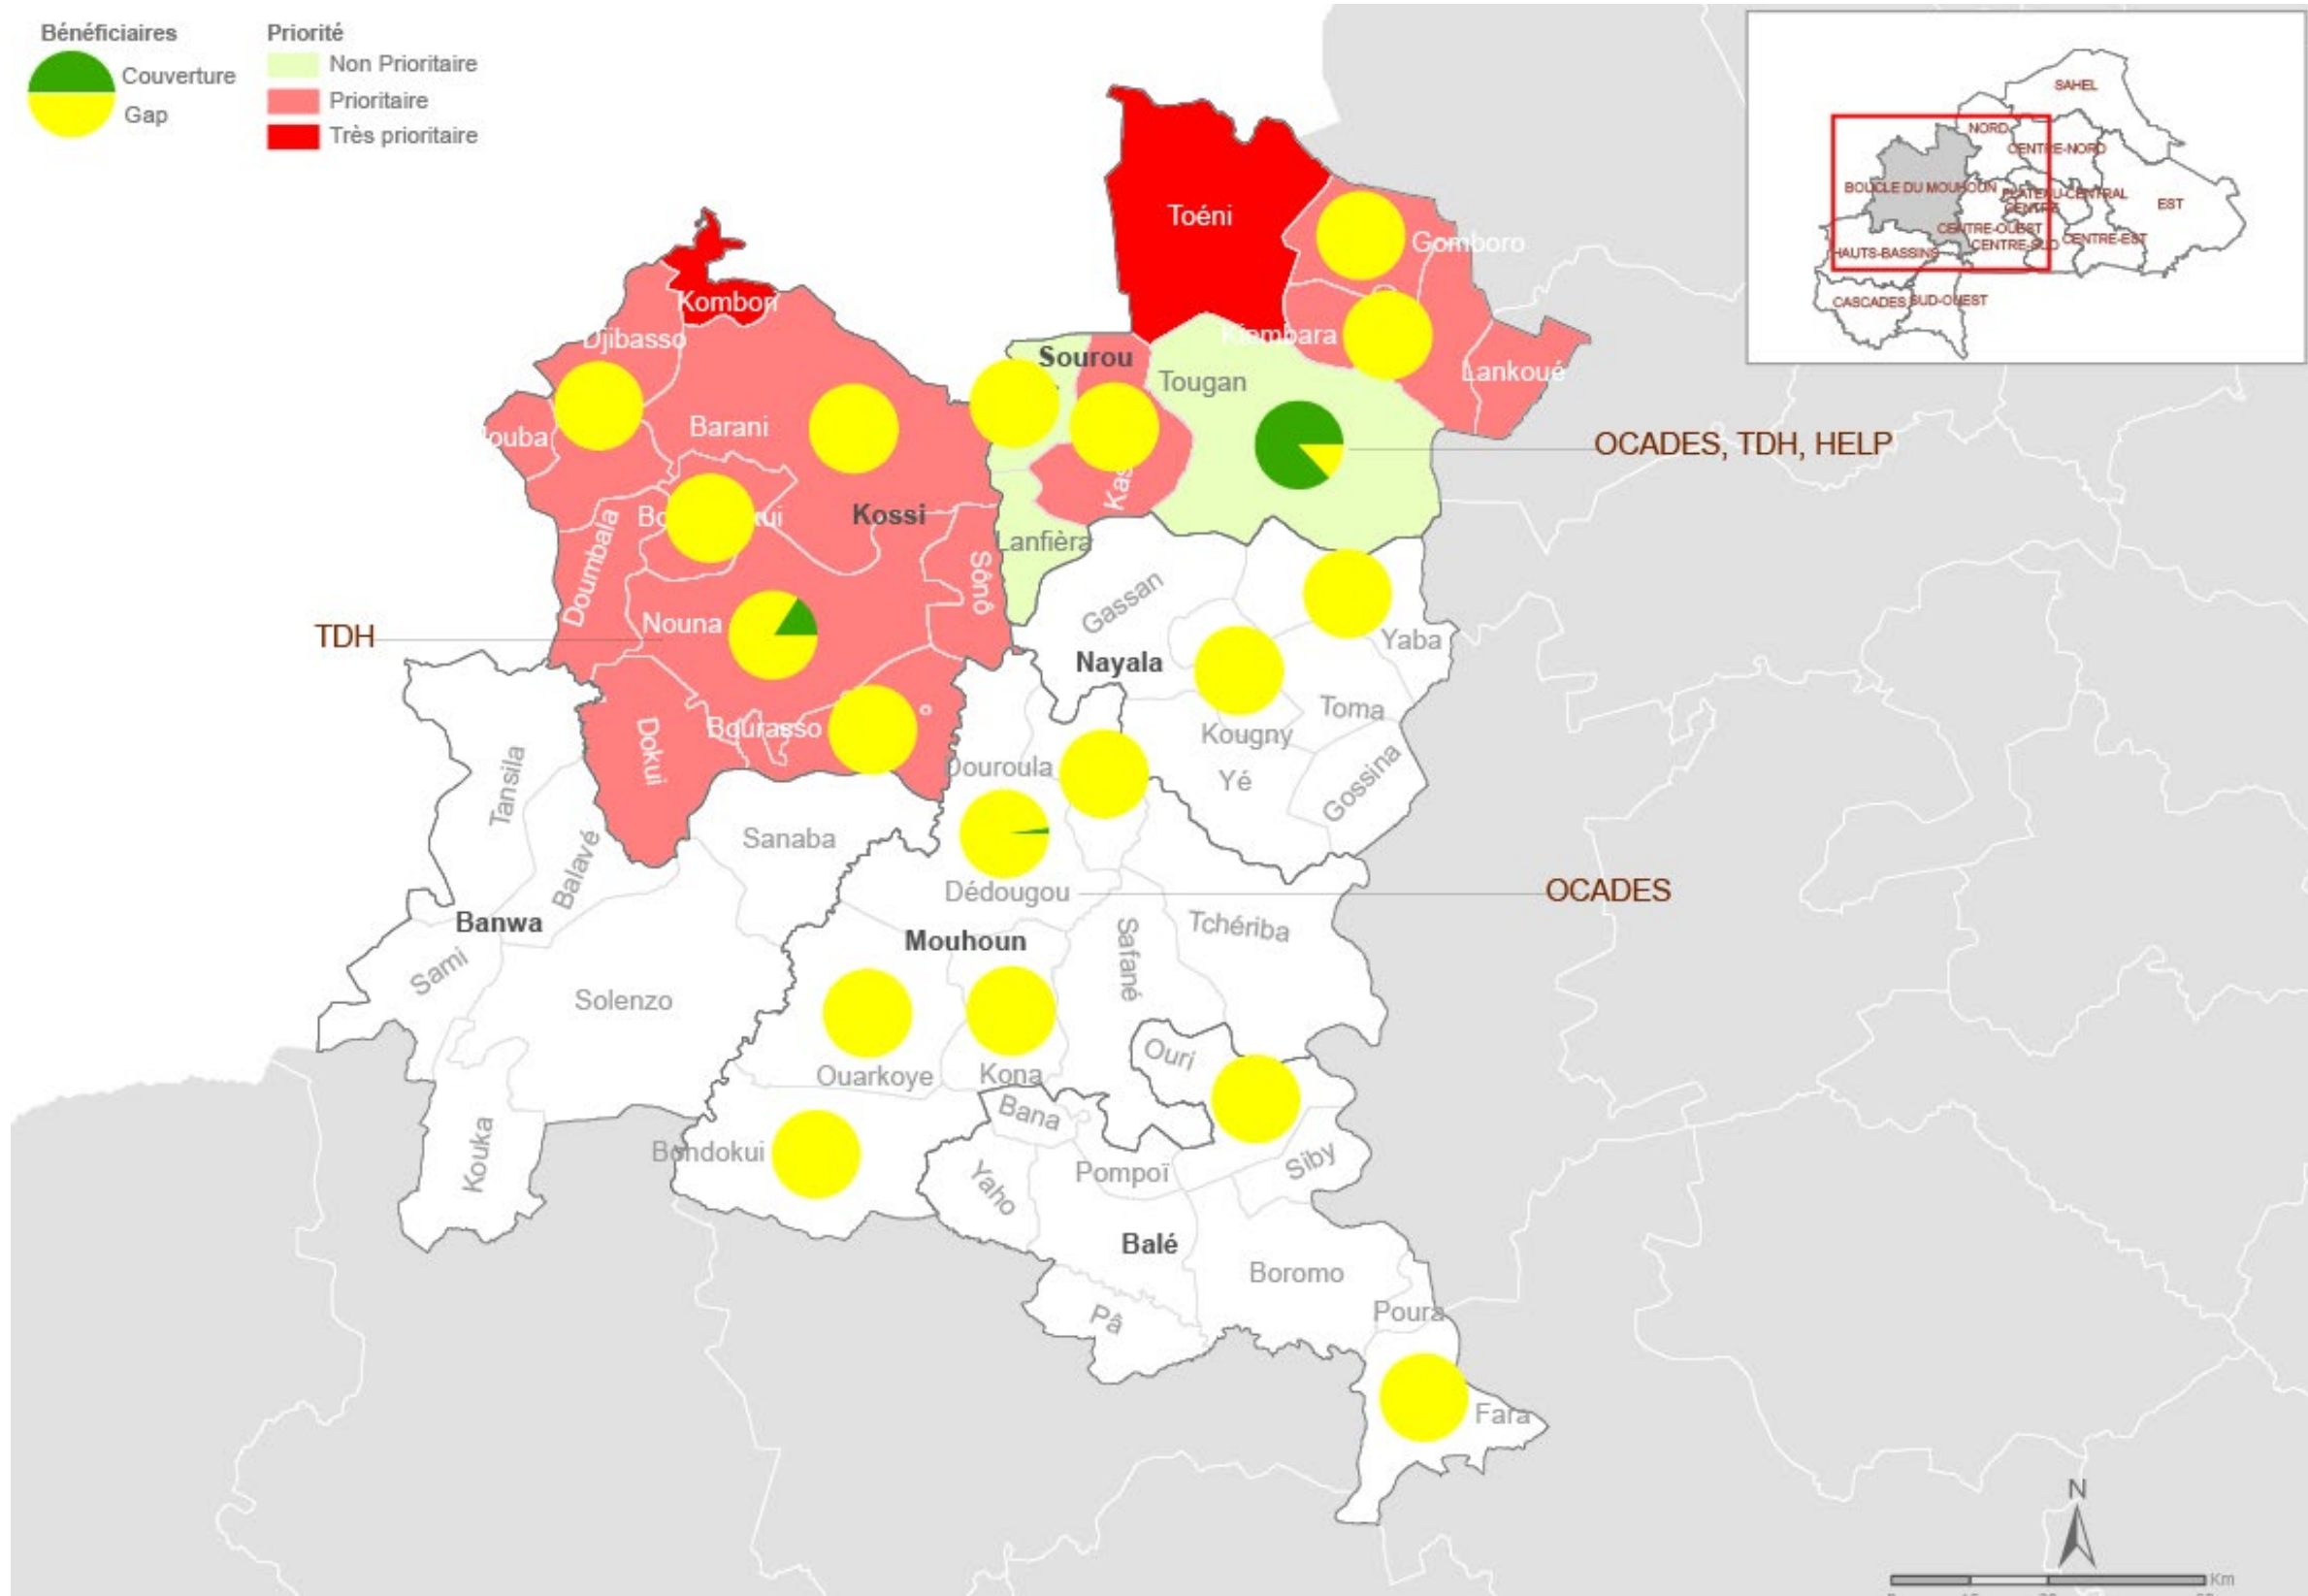 Bénéficiaires
Couverture
Gap
Priorité
Non Prioritaire
Prioritaire
Très prioritaire
SAHEL
NORD
CENTRE-NORD
BOUCLE DU MOUHOUN
PLATEAU-CENTRAL
CENTRE
EST
CENTRE-OUEST
CENTRE-SUD
CENTRE-EST
HAUTS-BASSINS
CASCADES
SUD-OUEST
Toéni
Gomboro
Kombori
Djibasso
Kiembara
Sourou
Lankoué
Tougan
Barani
OCADES, TDH, HELP
Kossi
Doumbala
Lanfièra
Sônô
Gassan
Nouna
TDH
Yaba
Nayala
Toma
Bourasso
Dokui
Kougny
Douroula
Yé
Gossina
Tansila
Sanaba
Balavé
Dédougou
OCADES
Banwa
Mouhoun
Safané
Tchériba
Sami
Solenzo
Ouri
Ouarkoye
Kona
Bana
Kouka
Bondokui
Yaho
Pompoï
Siby
Balé
Boromo
Pâ
Poura
Fara
N
Km